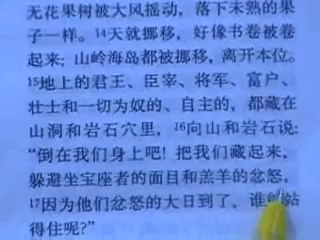 无花果树被大风摇动，落下未熟的果
子一样。14天就挪移，好像书卷被卷
起来；山岭海岛都被挪移，离开本位。
15地上的君王、臣宰、将军、富户、
壮士和一切为奴的、自主的，都藏在
山洞和岩石穴里，16向山和岩石说：
“倒在我们身上吧! 把我们藏起来，
躲避坐宝座者的面目和羔羊的忿怒，
17因为他们忿怒的大日到了，谁能站
得住呢?”